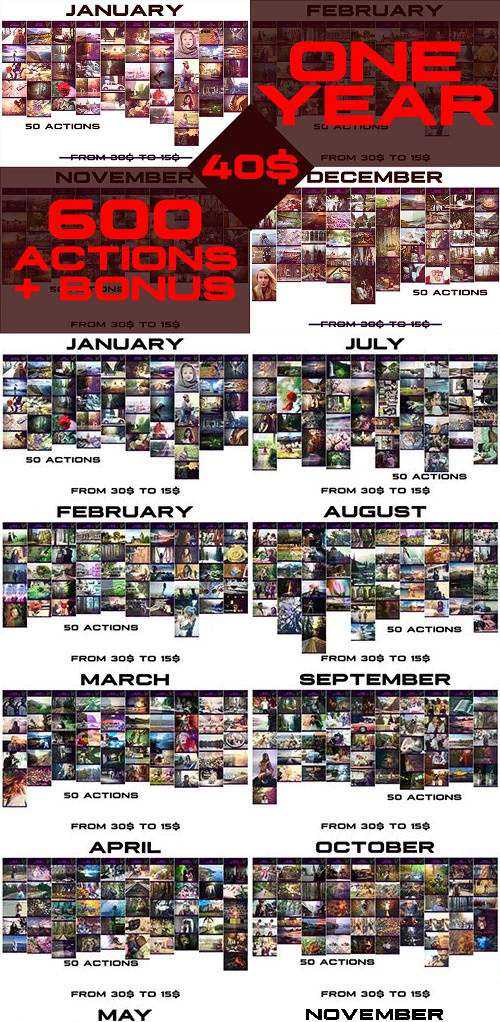 JANUARY
FEBRUARY
ONE
YEAR
50 ACTIONS
50 ACTIONS
FROM 30$ TO 15$
FROM 30$ TO 15$
40$
NOVEMBER
DECEMBER
600
ACTIONS
+ BONUS
50 ACTIONS
50 ACTIONS
FROM 30$ TO 15$
FROM 30$ TO 15$
JANUARY
JULY
50 ACTIONS
50 ACTIONS
FROM 30$ TO 15$
FROM 30$ TO 15$
FEBRUARY
AUGUST
50 ACTIONS
50 ACTIONS
FROM 30$ TO 15$
FROM 30$ TO 15$
MARCH
SEPTEMBER
50 ACTIONS
50 ACTIONS
FROM 30$ TO 15$
FROM 30$ TO 15$
APRIL
OCTOBER
50 ACTIONS
50 ACTIONS
FROM 30$ TO 15$
FROM 30$ TO 15$
MAY
NOVEMBER